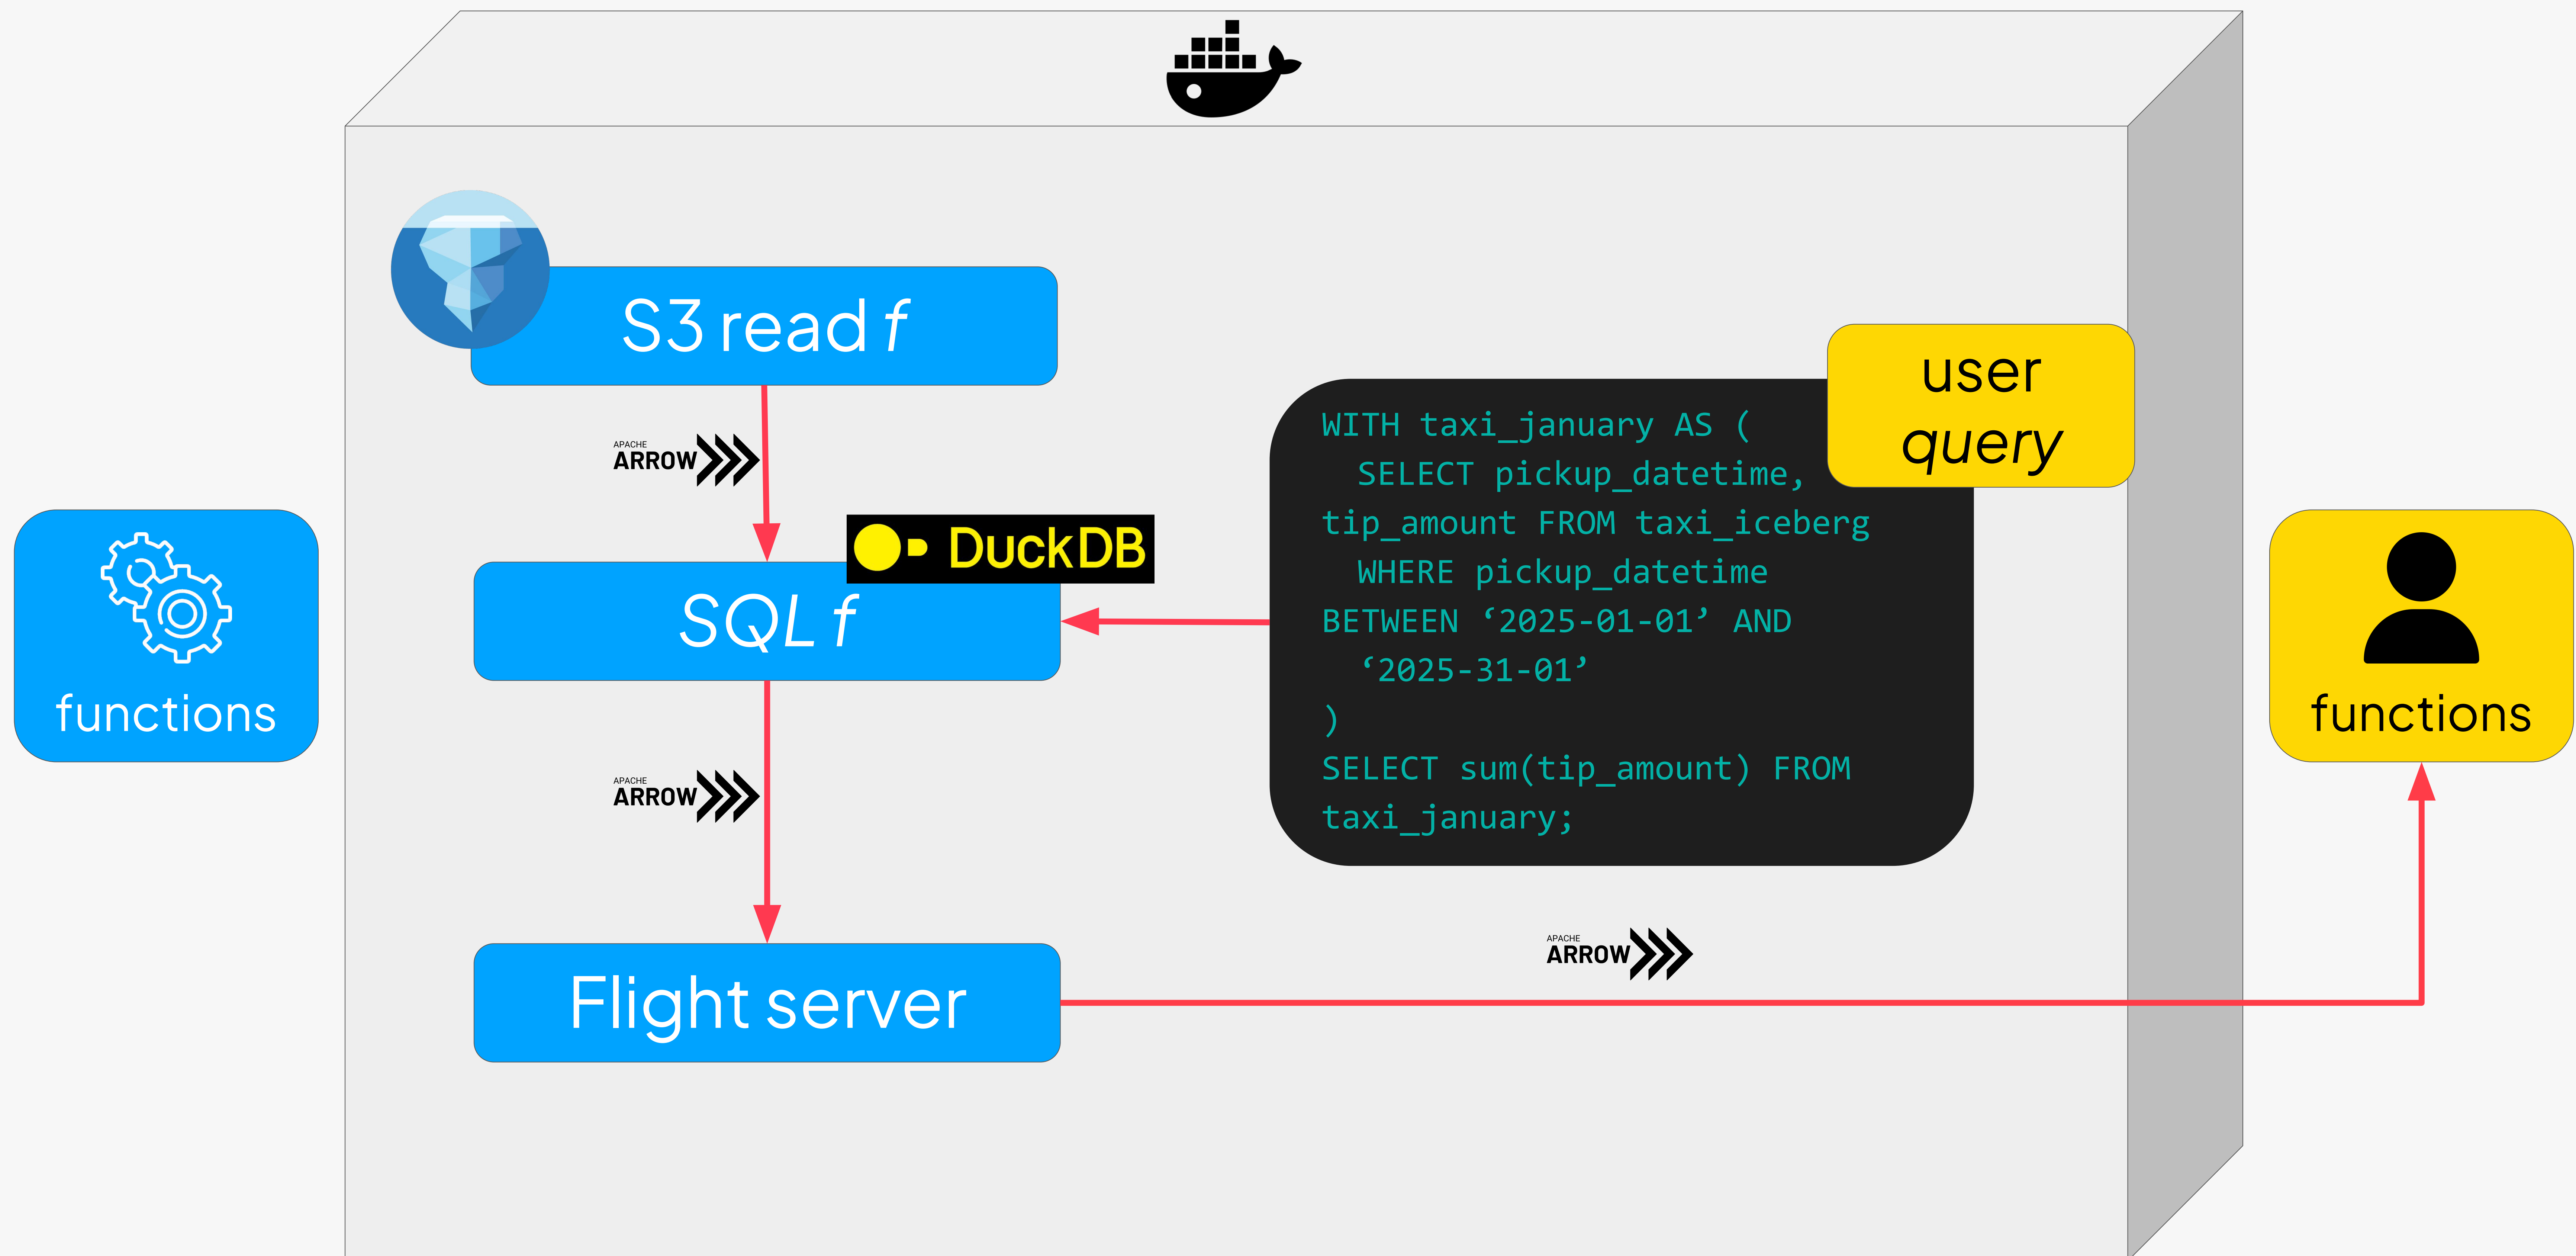 S3 read f
APACHE
ARROW
DuckDB
SQL f
APACHE
ARROW
Flight server
functions
user
query
WITH taxi_january AS (
SELECT pickup_datetime,
tip_amount FROM taxi_iceberg
WHERE pickup_datetime
BETWEEN ‘2025-01-01’ AND
‘2025-31-01’
)
SELECT sum(tip_amount) FROM
taxi_january;
APACHE
ARROW
functions